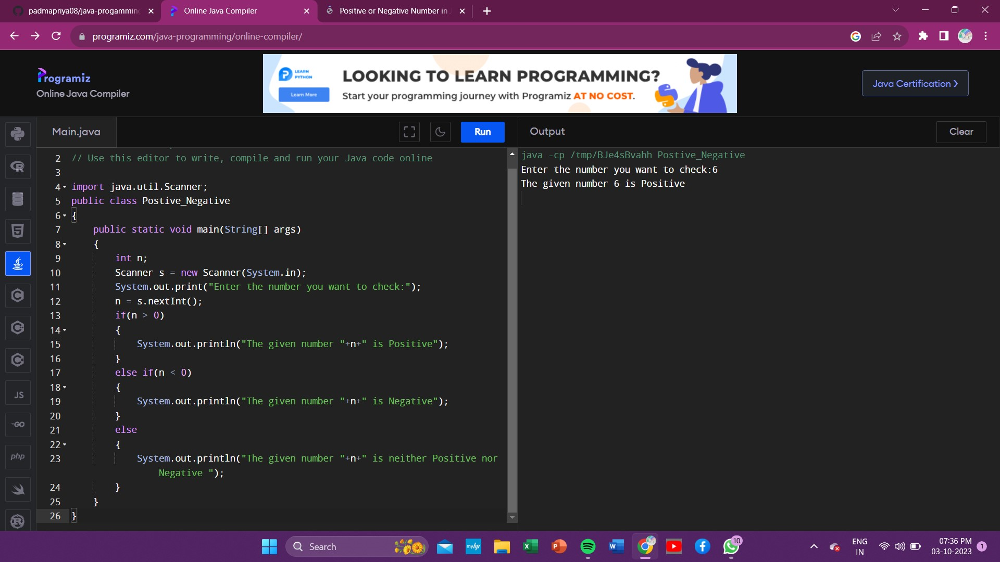 padmapriya08/java-progamming
Online Java Compiler
Positive or Negative Number in
programiz.com/java-programming/online-compiler/
Programiz
Online Java Compiler
LEARN
PYTHON
Learn More
LOOKING TO LEARN PROGRAMMING?
Start your programming journey with Programiz AT NO COST.
Java Certification ❯
Main.java
Run
Output
Clear
2 // Use this editor to write, compile and run your Java code online
3
4 import java.util.Scanner;
5 public class Postive_Negative
6 {
7 public static void main(String[] args)
8 {
9 int n;
10 Scanner s = new Scanner(System.in);
11 System.out.print("Enter the number you want to check:");
12 n = s.nextInt();
13 if(n > 0)
14 {
15 System.out.println("The given number "+n+" is Positive");
16 }
17 else if(n < 0)
18 {
19 System.out.println("The given number "+n+" is Negative");
20 }
21 else
22 {
23 System.out.println("The given number "+n+" is neither Positive nor
Negative ");
24 }
25 }
26 }
java -cp /tmp/BJe4sBvahh Postive_Negative
Enter the number you want to check:6
The given number 6 is Positive
JS
GO
php
Search
myhp
10
ENG
IN
07:36 PM
03-10-2023
1